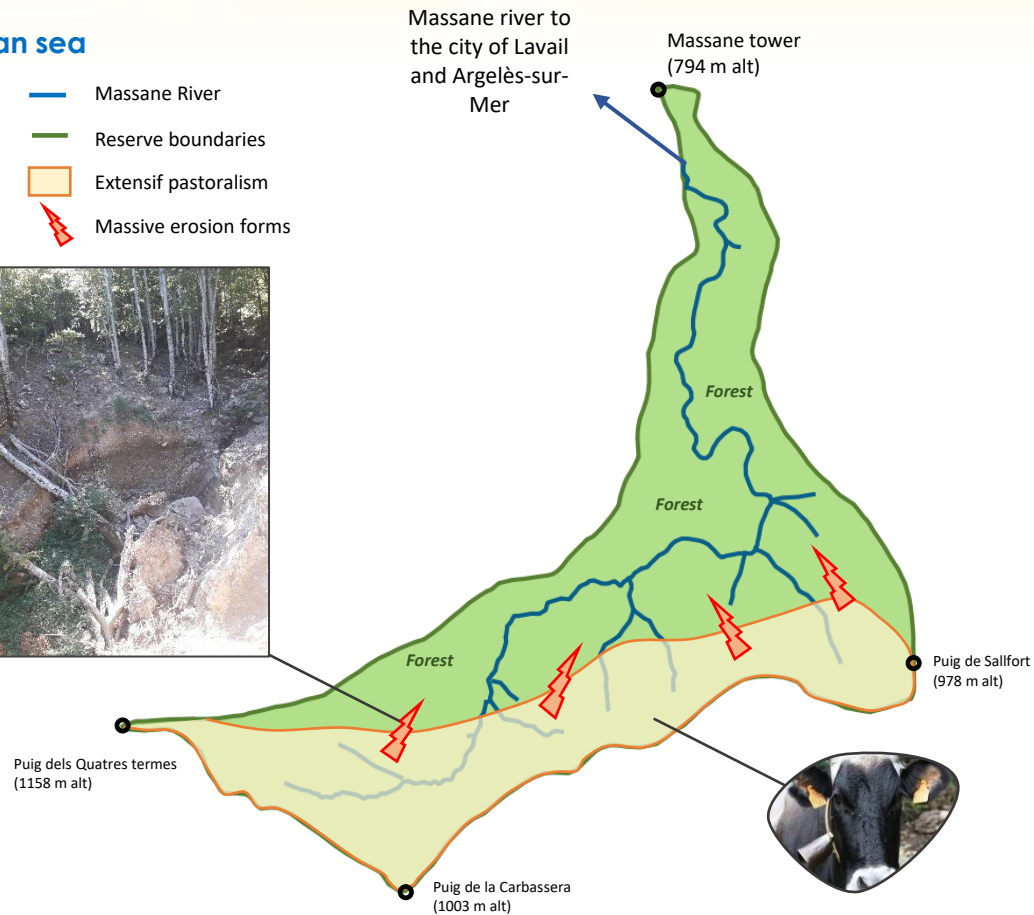 an sea
Massane river to
the city of Lavail
and Argelès-sur-
Mer
Massane tower
(794 m alt)
Massane River
Reserve boundaries
Extensif pastoralism
Massive erosion forms
Forest
Forest
Forest
Puig de Sallfort
(978 m alt)
Puig dels Quatres termes
(1158 m alt)
Puig de la Carbassera
(1003 m alt)